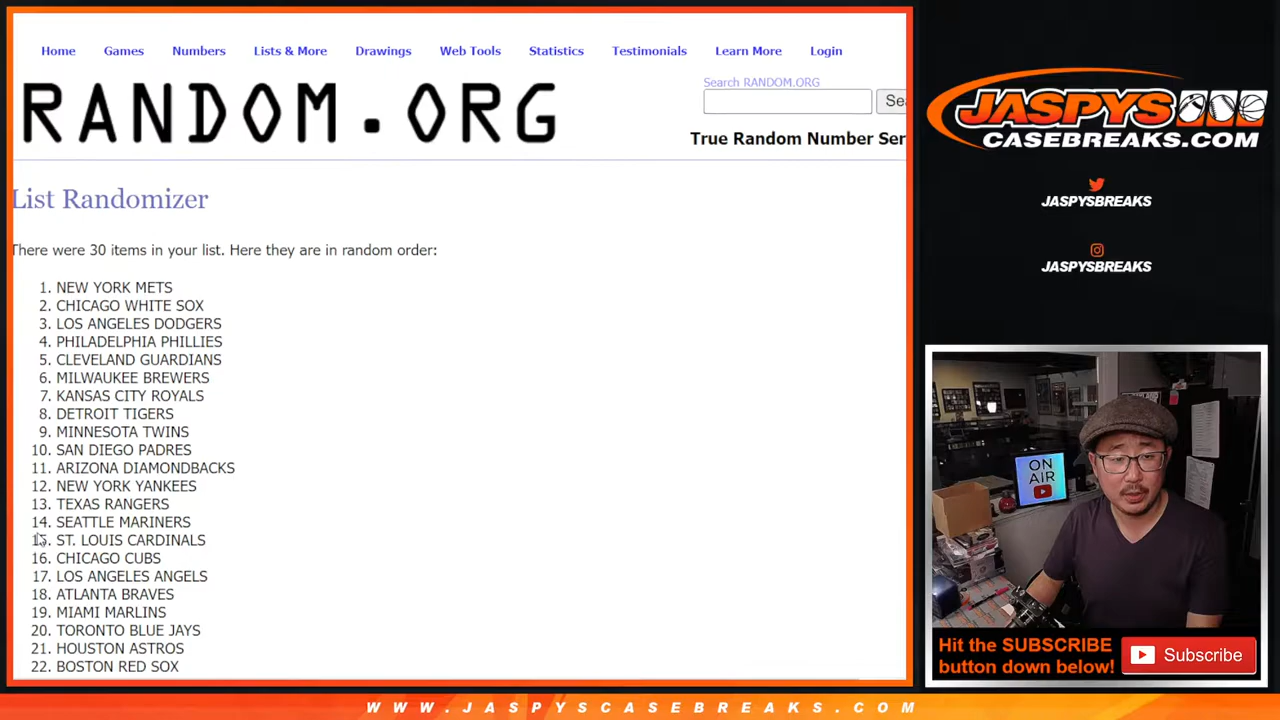 Home Games Numbers Lists & More Drawings Web Tools Statistics Testimonials Learn More Login
Search RANDOM.ORG
RANDOM.ORG
True Random Number Ser
List Randomizer
There were 30 items in your list. Here they are in random order:
1. NEW YORK METS
2. CHICAGO WHITE SOX
3. LOS ANGELES DODGERS
4. PHILADELPHIA PHILLIES
5. CLEVELAND GUARDIANS
6. MILWAUKEE BREWERS
7. KANSAS CITY ROYALS
8. DETROIT TIGERS
9. MINNESOTA TWINS
10. SAN DIEGO PADRES
11. ARIZONA DIAMONDBACKS
12. NEW YORK YANKEES
13. TEXAS RANGERS
14. SEATTLE MARINERS
15. ST. LOUIS CARDINALS
16. CHICAGO CUBS
17. LOS ANGELES ANGELS
18. ATLANTA BRAVES
19. MIAMI MARLINS
20. TORONTO BLUE JAYS
21. HOUSTON ASTROS
22. BOSTON RED SOX
JASPYS
CASEBREAKS.COM
JASPYSBREAKS
JASPYSBREAKS
ON
AIR
Hit the SUBSCRIBE
button down below!
Subscribe
WWW.JASPYSCASEBREAKS.COM